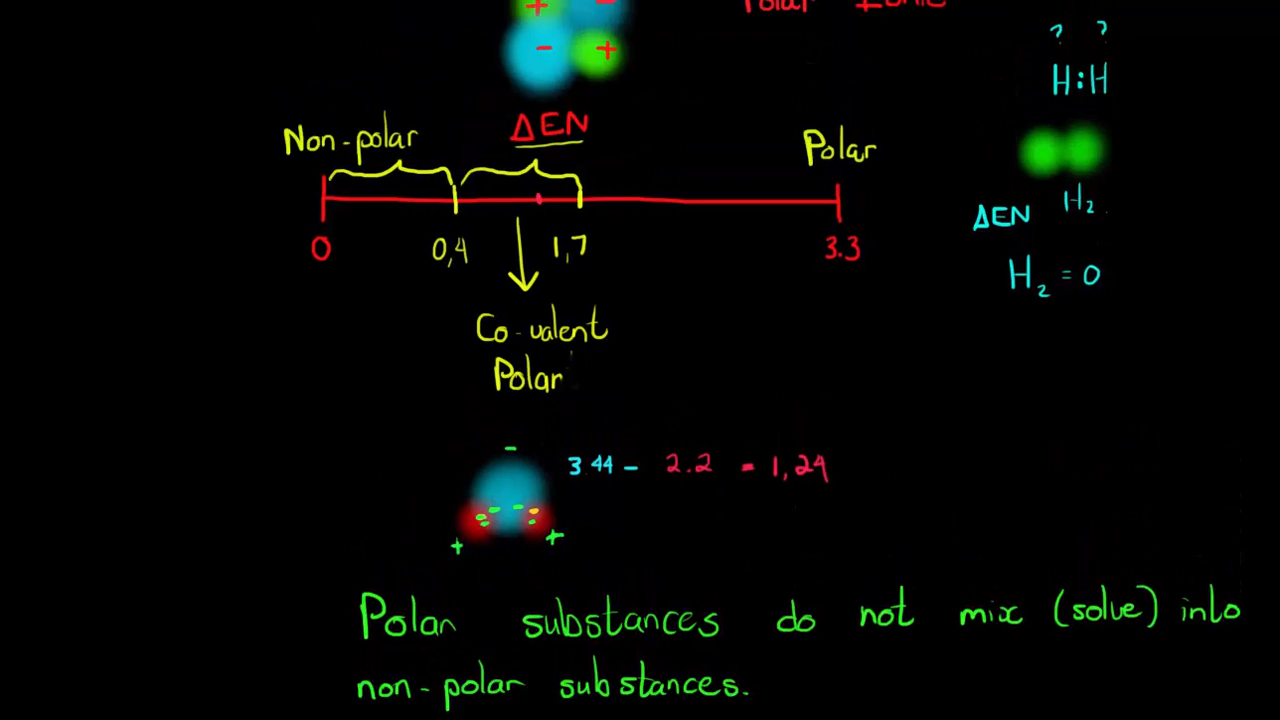 Polar Ionic
+ -
- +
? ?
H:H
ΔEN
Non-polar
Polar
H₂
ΔEN
0
0,4
1,7
3.3
H₂ = 0
Co-valent
Polar
-
3.44 - 2.2 = 1,24
+ +
Polar substances do not mix (solve) into
non-polar substances.